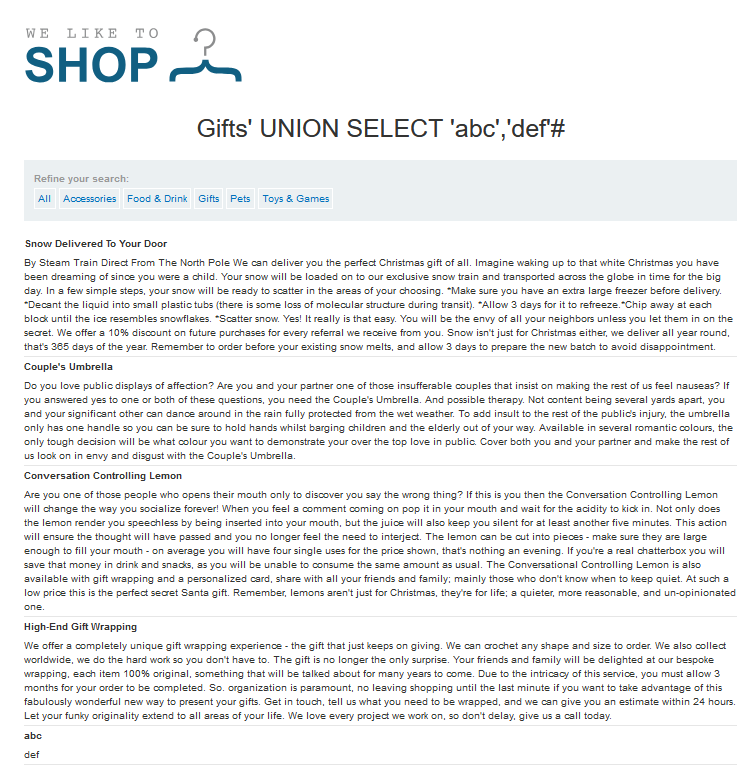 WE LIKE TO
SHOP
Gifts' UNION SELECT 'abc','def'#
Refine your search:
All Accessories Food & Drink Gifts Pets Toys & Games
Snow Delivered To Your Door
By Steam Train Direct From The North Pole We can deliver you the perfect Christmas gift of all. Imagine waking up to that white Christmas you have
been dreaming of since you were a child. Your snow will be loaded on to our exclusive snow train and transported across the globe in time for the big
day. In a few simple steps, your snow will be ready to scatter in the areas of your choosing. *Make sure you have an extra large freezer before delivery.
*Decant the liquid into small plastic tubs (there is some loss of molecular structure during transit). *Allow 3 days for it to refreeze.*Chip away at each
block until the ice resembles snowflakes. *Scatter snow. Yes! It really is that easy. You will be the envy of all your neighbors unless you let them in on the
secret. We offer a 10% discount on future purchases for every referral we receive from you. Snow isn't just for Christmas either, we deliver all year round,
that's 365 days of the year. Remember to order before your existing snow melts, and allow 3 days to prepare the new batch to avoid disappointment.
Couple's Umbrella
Do you love public displays of affection? Are you and your partner one of those insufferable couples that insist on making the rest of us feel nauseas? If
you answered yes to one or both of these questions, you need the Couple's Umbrella. And possible therapy. Not content being several yards apart, you
and your significant other can dance around in the rain fully protected from the wet weather. To add insult to the rest of the public's injury, the umbrella
only has one handle so you can be sure to hold hands whilst barging children and the elderly out of your way. Available in several romantic colours, the
only tough decision will be what colour you want to demonstrate your over the top love in public. Cover both you and your partner and make the rest of
us look on in envy and disgust with the Couple's Umbrella.
Conversation Controlling Lemon
Are you one of those people who opens their mouth only to discover you say the wrong thing? If this is you then the Conversation Controlling Lemon
will change the way you socialize forever! When you feel a comment coming on pop it in your mouth and wait for the acidity to kick in. Not only does
the lemon render you speechless by being inserted into your mouth, but the juice will also keep you silent for at least another five minutes. This action
will ensure the thought will have passed and you no longer feel the need to interject. The lemon can be cut into pieces - make sure they are large
enough to fill your mouth - on average you will have four single uses for the price shown, that's nothing an evening. If you're a real chatterbox you will
save that money in drink and snacks, as you will be unable to consume the same amount as usual. The Conversational Controlling Lemon is also
available with gift wrapping and a personalized card, share with all your friends and family; mainly those who don't know when to keep quiet. At such a
low price this is the perfect secret Santa gift. Remember, lemons aren't just for Christmas, they're for life; a quieter, more reasonable, and un-opinionated
one.
High-End Gift Wrapping
We offer a completely unique gift wrapping experience - the gift that just keeps on giving. We can crochet any shape and size to order. We also collect
worldwide, we do the hard work so you don't have to. The gift is no longer the only surprise. Your friends and family will be delighted at our bespoke
wrapping, each item 100% original, something that will be talked about for many years to come. Due to the intricacy of this service, you must allow 3
months for your order to be completed. So. organization is paramount, no leaving shopping until the last minute if you want to take advantage of this
fabulously wonderful new way to present your gifts. Get in touch, tell us what you need to be wrapped, and we can give you an estimate within 24 hours.
Let your funky originality extend to all areas of your life. We love every project we work on, so don't delay, give us a call today.
abc
def